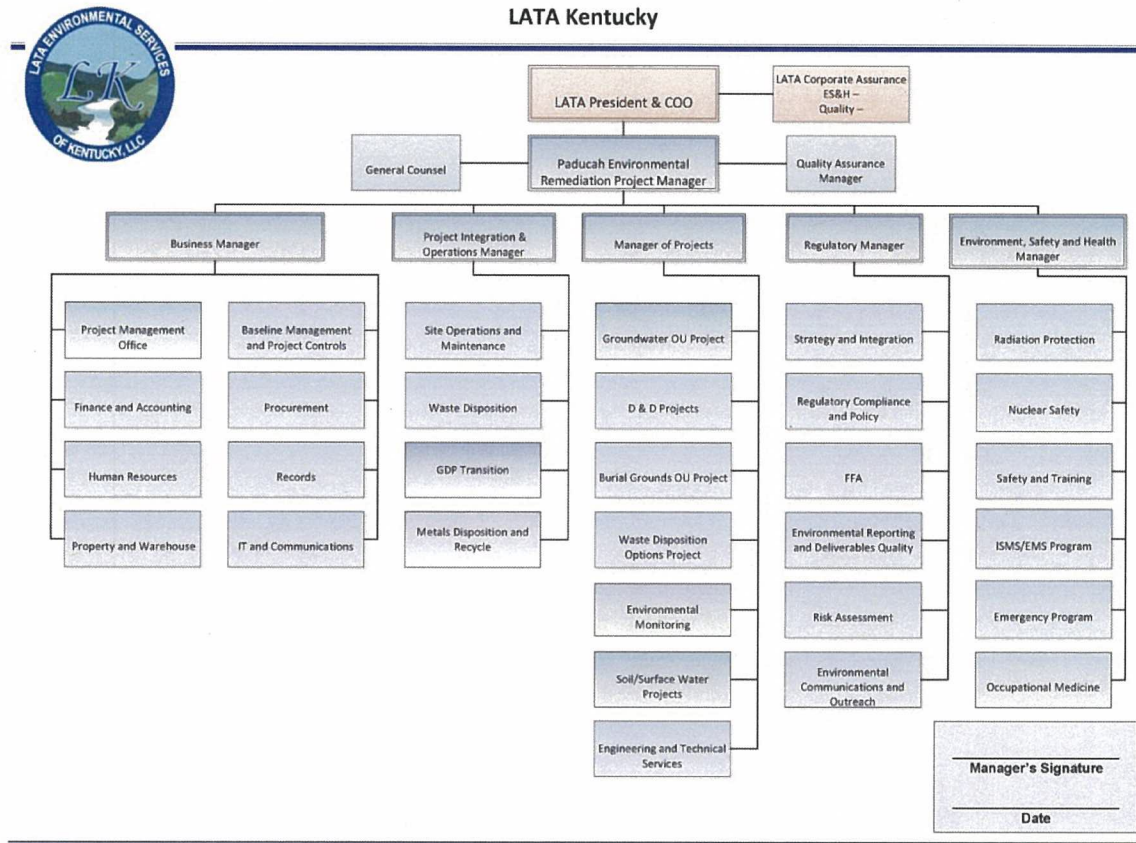 LATA Kentucky
LATA ENVIRONMENTAL SERVICES
LK
OF KENTUCKY, LLC
LATA President & COO
LATA Corporate Assurance
ES&H –
Quality –
General Counsel
Paducah Environmental
Remediation Project Manager
Quality Assurance
Manager
Business Manager
Project Integration &
Operations Manager
Manager of Projects
Regulatory Manager
Environment, Safety and Health
Manager
Project Management
Office
Baseline Management
and Project Controls
Site Operations and
Maintenance
Groundwater OU Project
Strategy and Integration
Radiation Protection
Finance and Accounting
Procurement
Waste Disposition
D & D Projects
Regulatory Compliance
and Policy
Nuclear Safety
Human Resources
Records
GDP Transition
Burial Grounds OU Project
FFA
Safety and Training
Property and Warehouse
IT and Communications
Metals Disposition and
Recycle
Waste Disposition
Options Project
Environmental Reporting
and Deliverables Quality
ISMS/EMS Program
Environmental
Monitoring
Risk Assessment
Emergency Program
Soil/Surface Water
Projects
Environmental
Communications and
Outreach
Occupational Medicine
Engineering and Technical
Services
Manager's Signature
Date